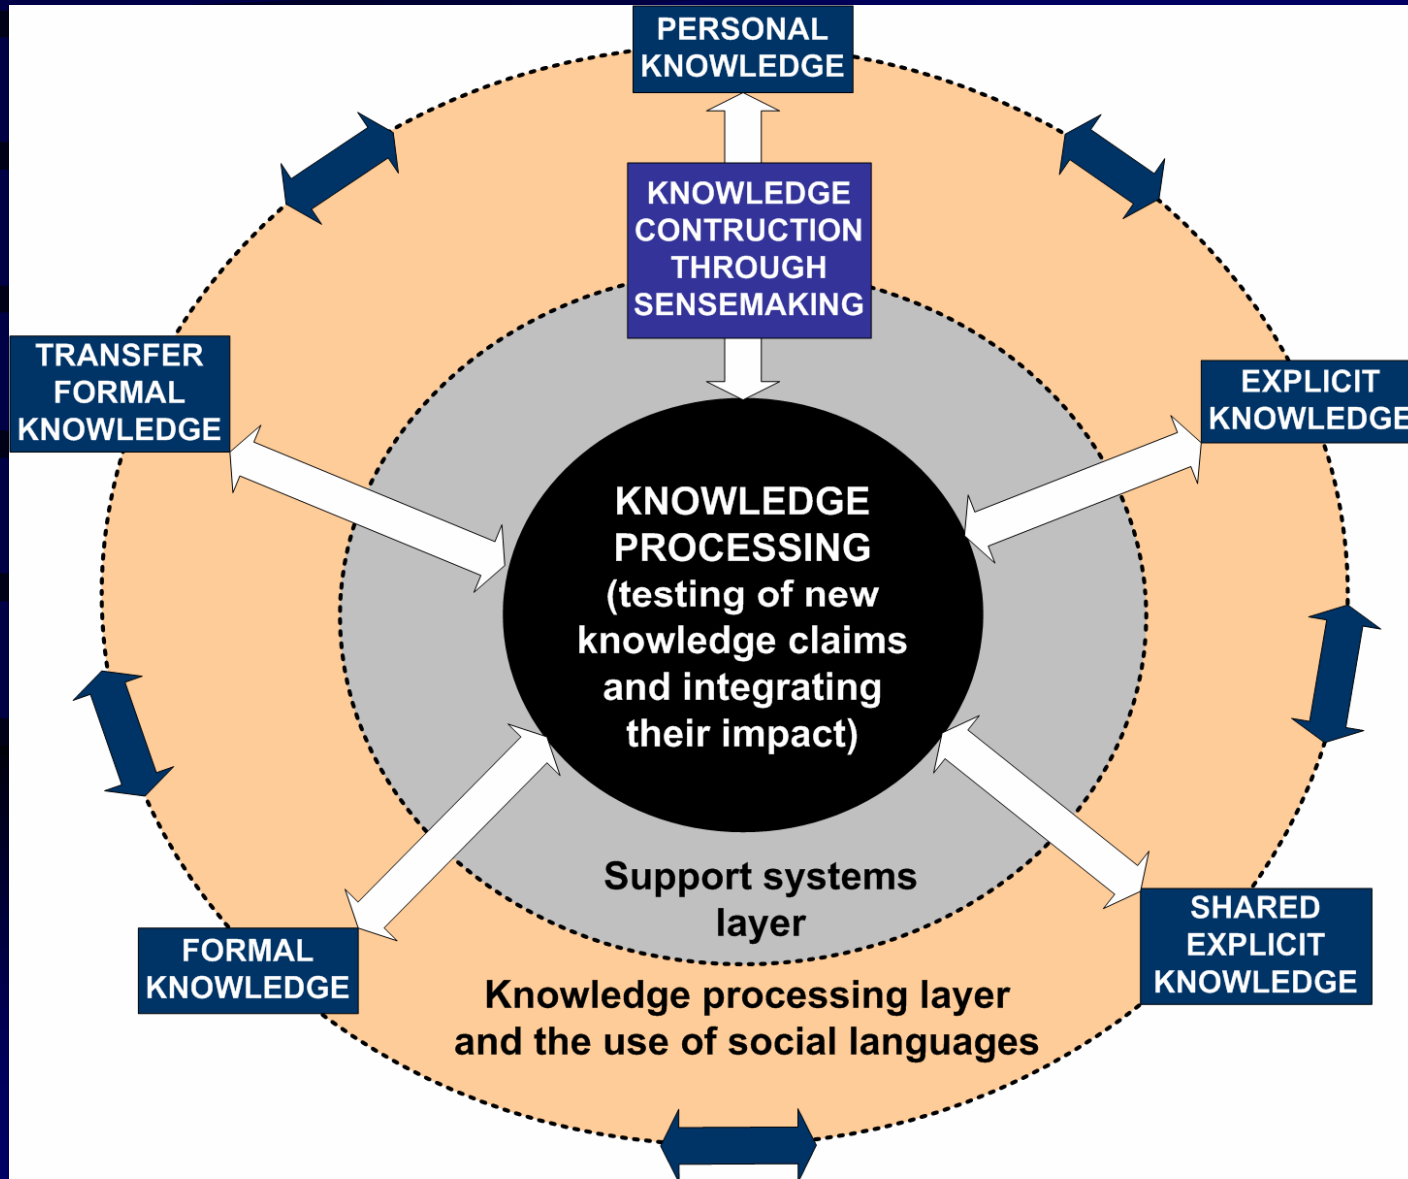 PERSONAL
KNOWLEDGE
KNOWLEDGE
CONTRUCTION
THROUGH
SENSEMAKING
TRANSFER
FORMAL
KNOWLEDGE
EXPLICIT
KNOWLEDGE
KNOWLEDGE
PROCESSING
(testing of new
knowledge claims
and integrating
their impact)
Support systems
layer
SHARED
EXPLICIT
KNOWLEDGE
FORMAL
KNOWLEDGE
Knowledge processing layer
and the use of social languages